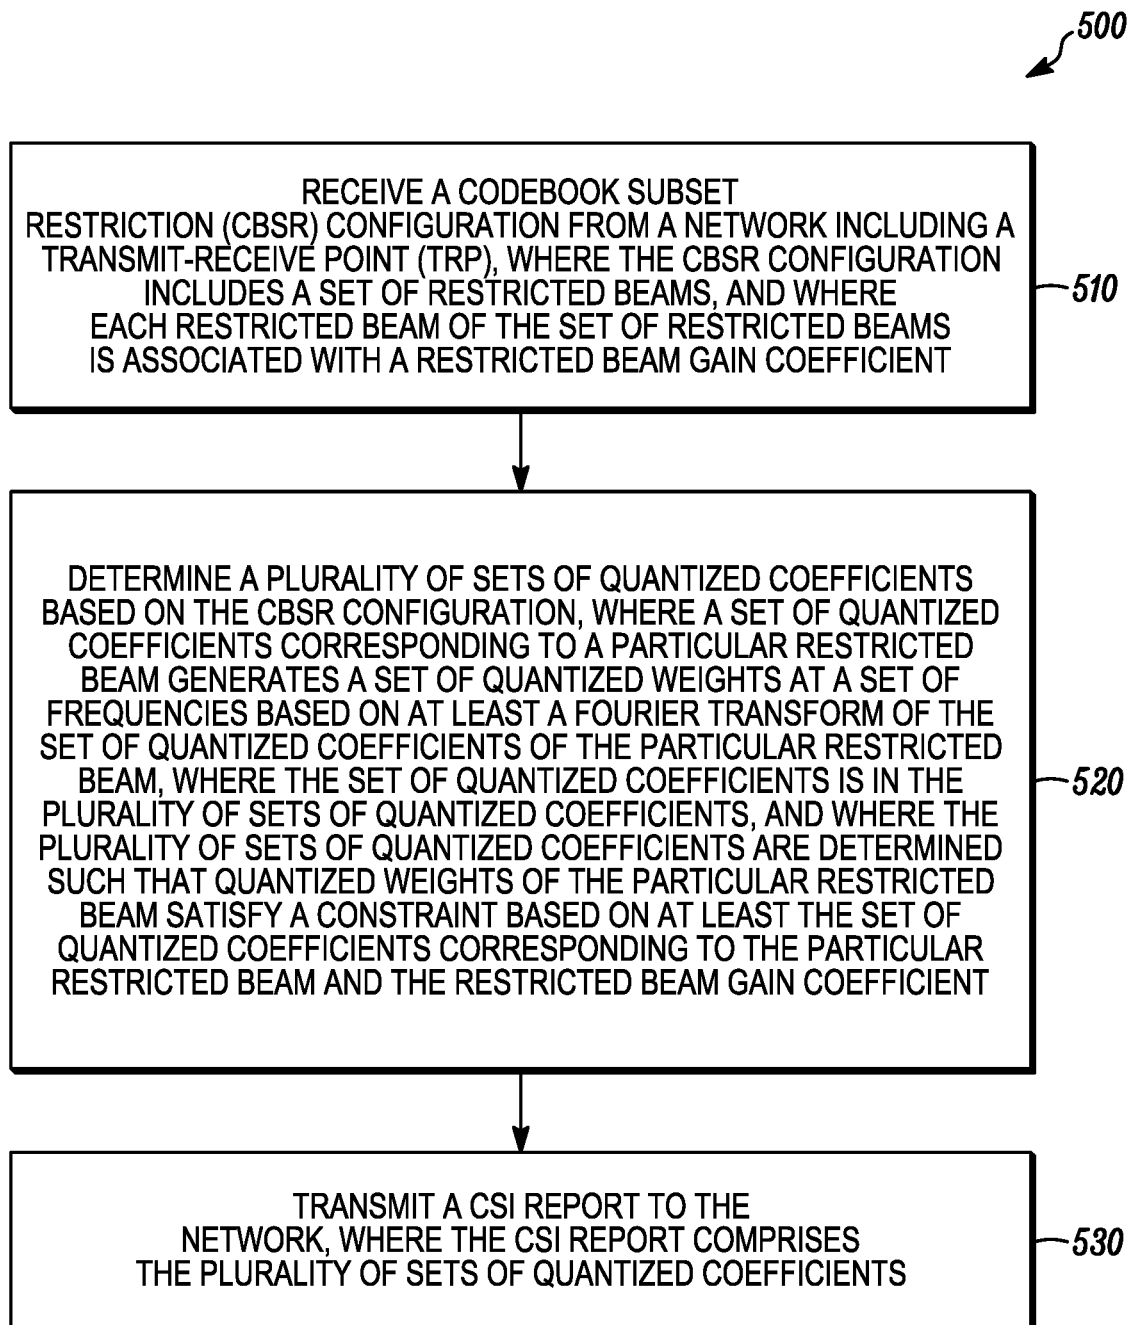 500
RECEIVE A CODEBOOK SUBSET
RESTRICTION (CBSR) CONFIGURATION FROM A NETWORK INCLUDING A
TRANSMIT-RECEIVE POINT (TRP), WHERE THE CBSR CONFIGURATION
INCLUDES A SET OF RESTRICTED BEAMS, AND WHERE
EACH RESTRICTED BEAM OF THE SET OF RESTRICTED BEAMS
IS ASSOCIATED WITH A RESTRICTED BEAM GAIN COEFFICIENT
510
DETERMINE A PLURALITY OF SETS OF QUANTIZED COEFFICIENTS
BASED ON THE CBSR CONFIGURATION, WHERE A SET OF QUANTIZED
COEFFICIENTS CORRESPONDING TO A PARTICULAR RESTRICTED
BEAM GENERATES A SET OF QUANTIZED WEIGHTS AT A SET OF
FREQUENCIES BASED ON AT LEAST A FOURIER TRANSFORM OF THE
SET OF QUANTIZED COEFFICIENTS OF THE PARTICULAR RESTRICTED
BEAM, WHERE THE SET OF QUANTIZED COEFFICIENTS IS IN THE
PLURALITY OF SETS OF QUANTIZED COEFFICIENTS, AND WHERE THE
PLURALITY OF SETS OF QUANTIZED COEFFICIENTS ARE DETERMINED
SUCH THAT QUANTIZED WEIGHTS OF THE PARTICULAR RESTRICTED
BEAM SATISFY A CONSTRAINT BASED ON AT LEAST THE SET OF
QUANTIZED COEFFICIENTS CORRESPONDING TO THE PARTICULAR
RESTRICTED BEAM AND THE RESTRICTED BEAM GAIN COEFFICIENT
520
TRANSMIT A CSI REPORT TO THE
NETWORK, WHERE THE CSI REPORT COMPRISES
THE PLURALITY OF SETS OF QUANTIZED COEFFICIENTS
530